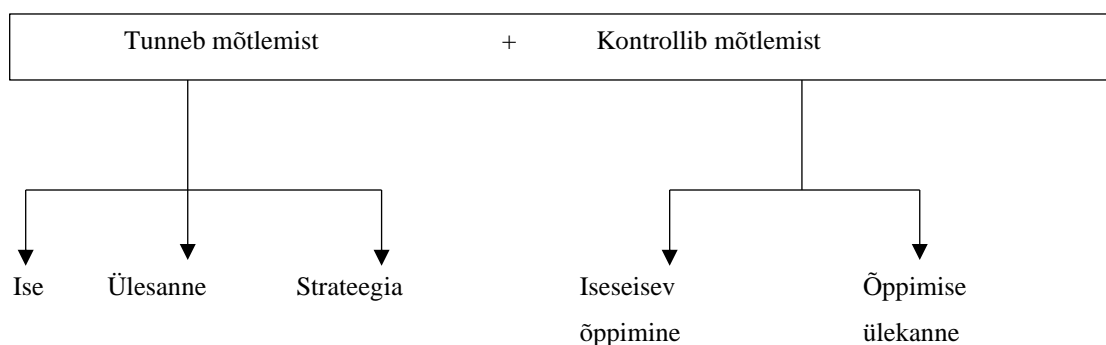 Tunneb mõtlemist + Kontrollib mõtlemist
Ise Ülesanne Strateegia Iseseisev Õppimise
õppimine ülekanne